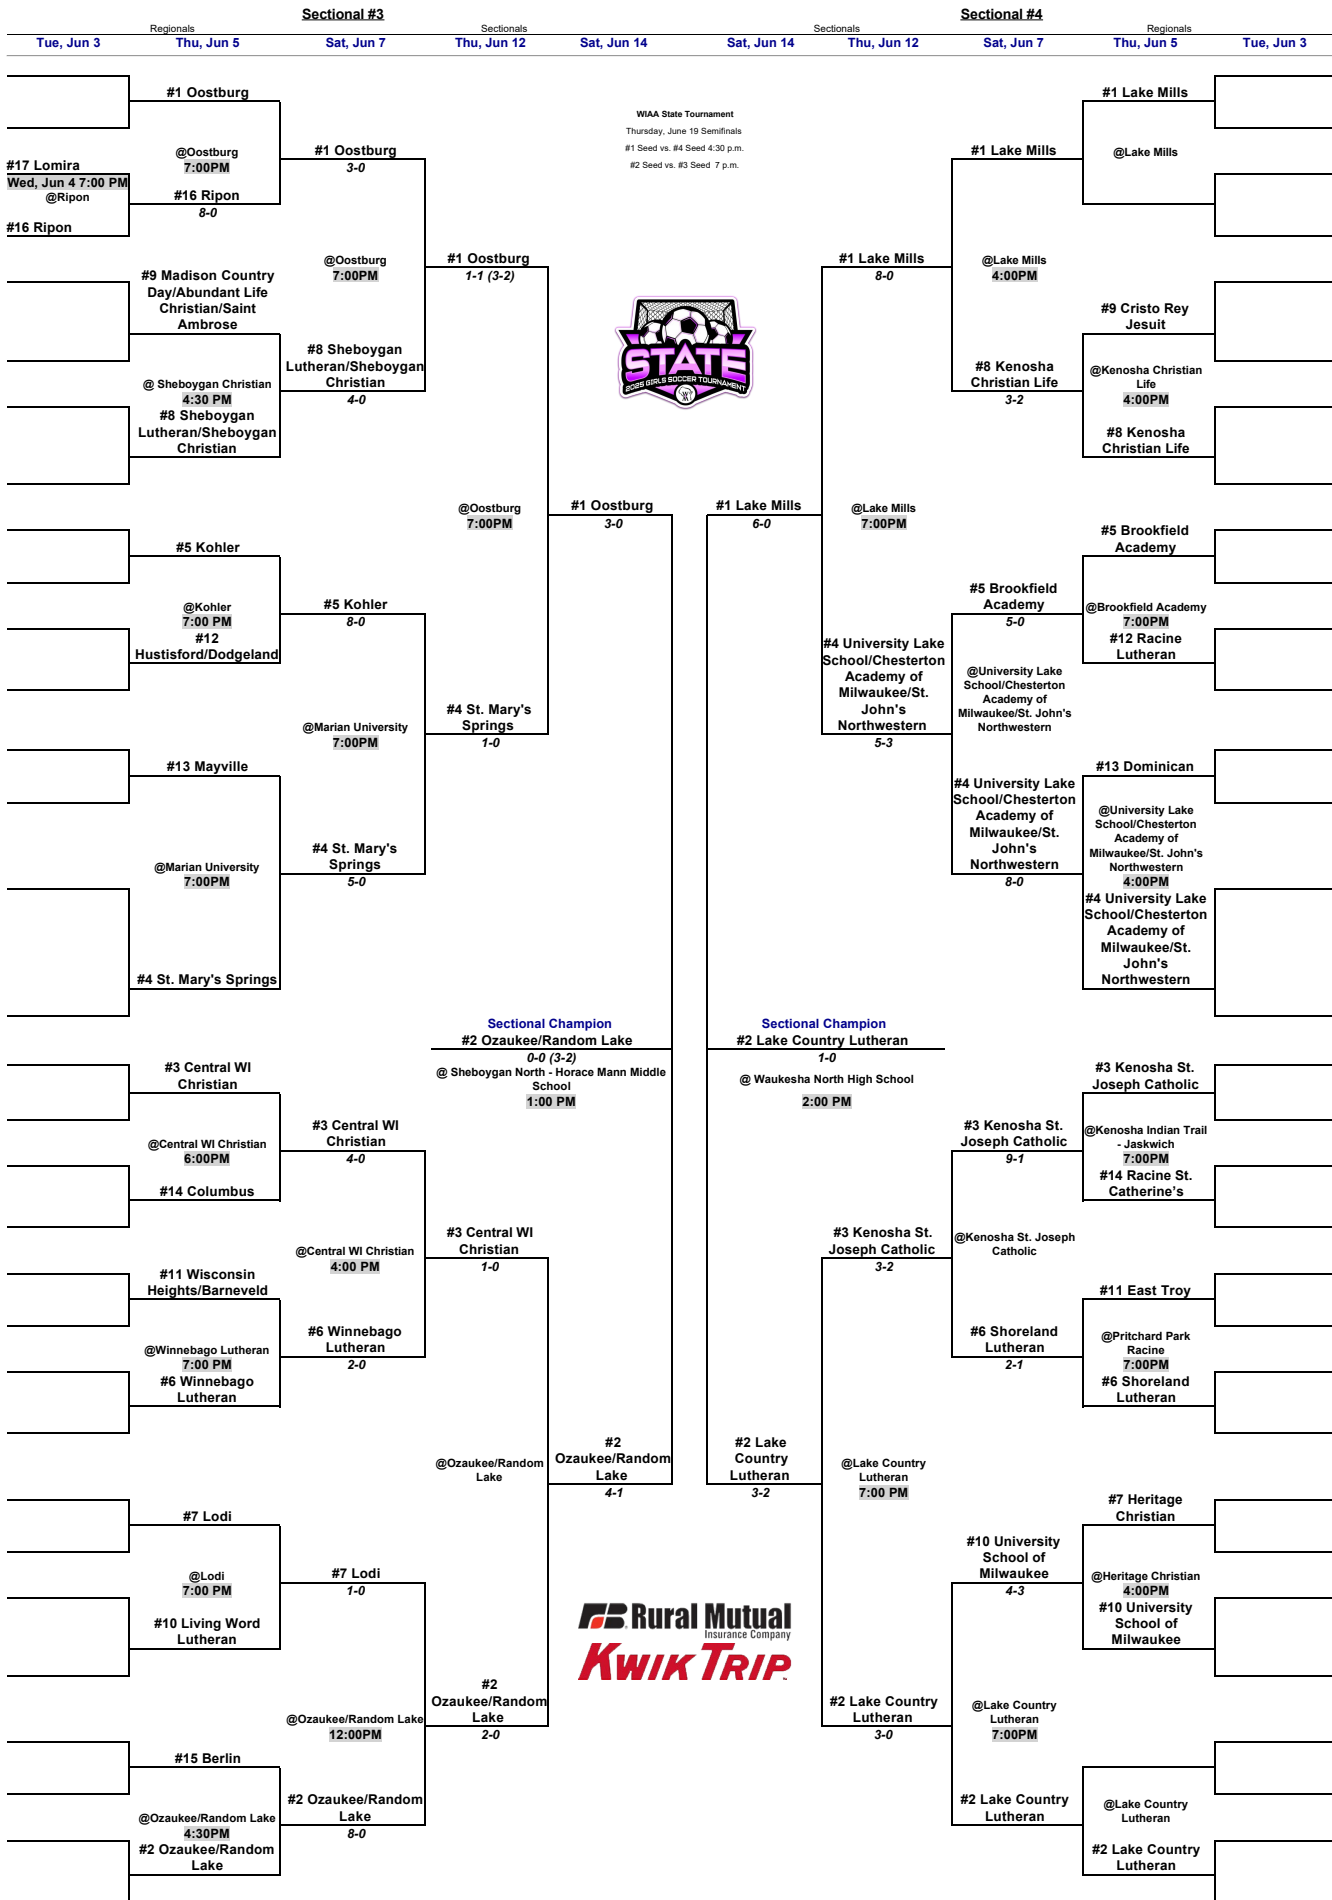 Sectional #3
Sectional #4
Regionals
Sectionals
Sectionals
Regionals
Tue, Jun 3
Thu, Jun 5
Sat, Jun 7
Thu, Jun 12
Sat, Jun 14
Sat, Jun 14
Thu, Jun 12
Sat, Jun 7
Thu, Jun 5
Tue, Jun 3
#1 Oostburg
@Oostburg
7:00PM
#17 Lomira
Wed, Jun 4 7:00 PM
@Ripon
#16 Ripon
8-0
#16 Ripon
#1 Oostburg
3-0
@Oostburg
7:00PM
#9 Madison Country
Day/Abundant Life
Christian/Saint
Ambrose
@ Sheboygan Christian
4:30 PM
#8 Sheboygan
Lutheran/Sheboygan
Christian
#8 Sheboygan
Lutheran/Sheboygan
Christian
4-0
#1 Oostburg
1-1 (3-2)
@Oostburg
7:00PM
#1 Oostburg
3-0
#5 Kohler
@Kohler
7:00 PM
#12
Hustisford/Dodgeland
#5 Kohler
8-0
@Marian University
7:00PM
#4 St. Mary's
Springs
1-0
#13 Mayville
@Marian University
7:00PM
#4 St. Mary's Springs
#4 St. Mary's
Springs
5-0
Sectional Champion
#2 Ozaukee/Random Lake
0-0 (3-2)
@ Sheboygan North - Horace Mann Middle
School
1:00 PM
#3 Central WI
Christian
@Central WI Christian
6:00PM
#14 Columbus
#3 Central WI
Christian
4-0
@Central WI Christian
4:00 PM
#3 Central WI
Christian
1-0
#11 Wisconsin
Heights/Barneveld
@Winnebago Lutheran
7:00 PM
#6 Winnebago
Lutheran
#6 Winnebago
Lutheran
2-0
@Ozaukee/Random
Lake
#2
Ozaukee/Random
Lake
4-1
#7 Lodi
@Lodi
7:00 PM
#10 Living Word
Lutheran
#7 Lodi
1-0
@Ozaukee/Random Lake
12:00PM
#2
Ozaukee/Random
Lake
2-0
#15 Berlin
@Ozaukee/Random Lake
4:30PM
#2 Ozaukee/Random
Lake
#2 Ozaukee/Random
Lake
8-0
WIAA State Tournament
Thursday, June 19 Semifinals
#1 Seed vs. #4 Seed 4:30 p.m.
#2 Seed vs. #3 Seed 7 p.m.
STATE
2025 GIRLS SOCCER TOURNAMENT
Rural Mutual
Insurance Company
KWIK TRIP
#1 Lake Mills
@Lake Mills
#1 Lake Mills
#1 Lake Mills
8-0
@Lake Mills
4:00PM
#9 Cristo Rey
Jesuit
@Kenosha Christian
Life
4:00PM
#8 Kenosha
Christian Life
#8 Kenosha
Christian Life
3-2
#1 Lake Mills
6-0
@Lake Mills
7:00PM
#5 Brookfield
Academy
@Brookfield Academy
7:00PM
#12 Racine
Lutheran
#5 Brookfield
Academy
5-0
@University Lake
School/Chesterton
Academy of
Milwaukee/St. John's
Northwestern
#4 University Lake
School/Chesterton
Academy of
Milwaukee/St.
John's
Northwestern
5-3
#13 Dominican
@University Lake
School/Chesterton
Academy of
Milwaukee/St. John's
Northwestern
4:00PM
#4 University Lake
School/Chesterton
Academy of
Milwaukee/St.
John's
Northwestern
#4 University Lake
School/Chesterton
Academy of
Milwaukee/St.
John's
Northwestern
8-0
Sectional Champion
#2 Lake Country Lutheran
1-0
@ Waukesha North High School
2:00 PM
#3 Kenosha St.
Joseph Catholic
@Kenosha Indian Trail
- Jaskwich
7:00PM
#14 Racine St.
Catherine’s
#3 Kenosha St.
Joseph Catholic
9-1
@Kenosha St. Joseph
Catholic
#3 Kenosha St.
Joseph Catholic
3-2
#11 East Troy
@Pritchard Park
Racine
7:00PM
#6 Shoreland
Lutheran
#6 Shoreland
Lutheran
2-1
#2 Lake
Country
Lutheran
3-2
@Lake Country
Lutheran
7:00 PM
#7 Heritage
Christian
@Heritage Christian
4:00PM
#10 University
School of
Milwaukee
#10 University
School of
Milwaukee
4-3
#2 Lake Country
Lutheran
3-0
@Lake Country
Lutheran
7:00PM
#2 Lake Country
Lutheran
@Lake Country
Lutheran
#2 Lake Country
Lutheran